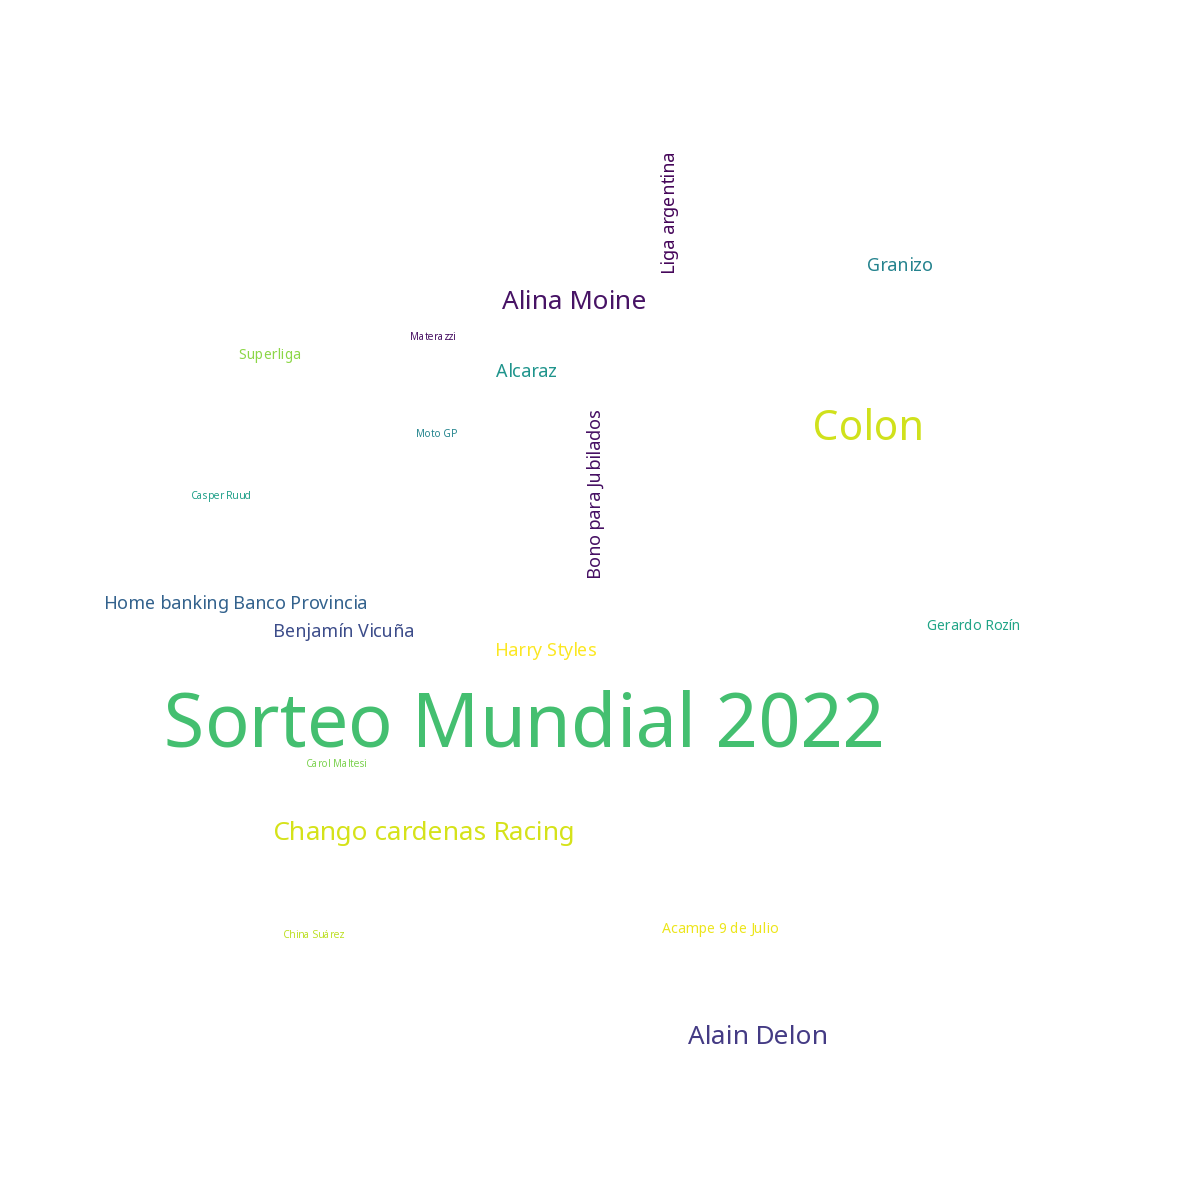 Liga argentina
Granizo
Alina Moine
Materazzi
Superliga
Alcaraz
Colon
Moto GP
Bono para Jubilados
Casper Ruud
Home banking Banco Provincia
Gerardo Rozín
Benjamín Vicuña
Harry Styles
Sorteo Mundial 2022
Carol Maltesi
Chango cardenas Racing
Acampe 9 de Julio
China Suárez
Alain Delon